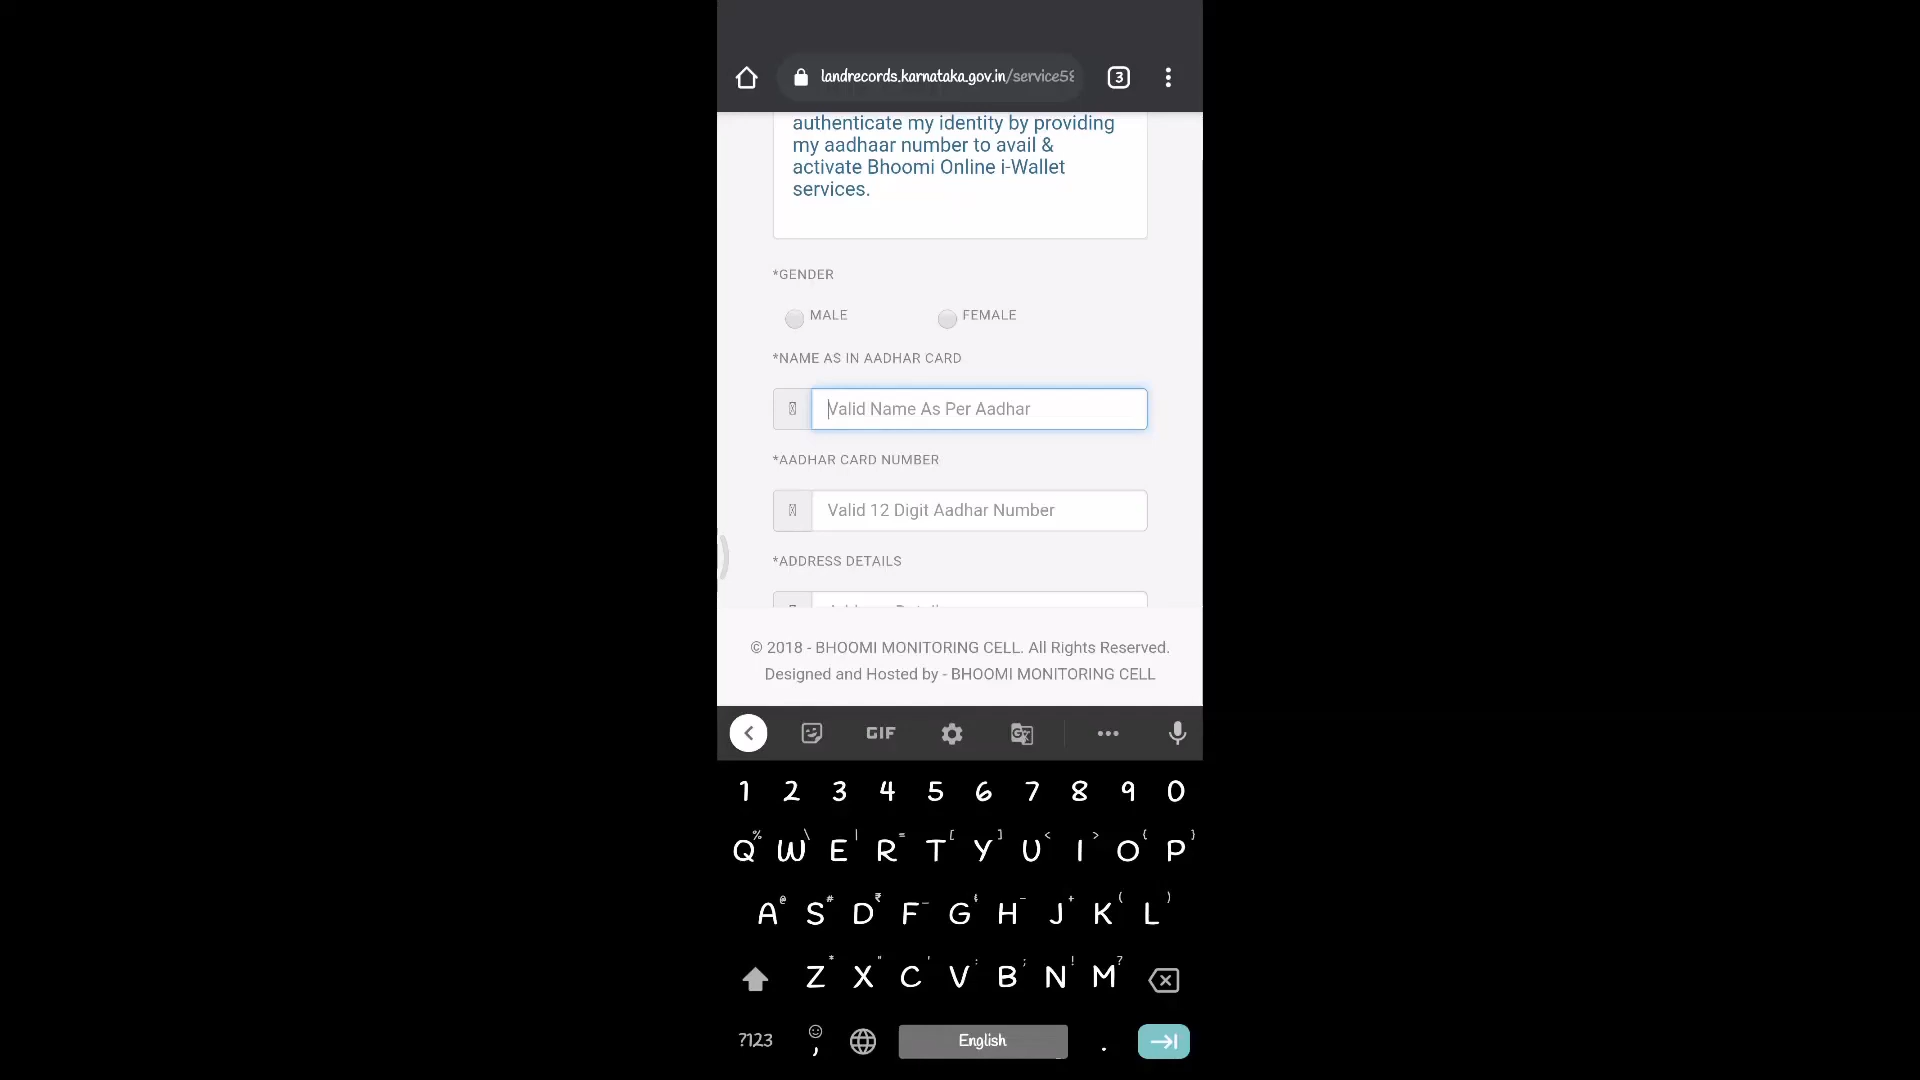 landrecords.karnataka.gov.in/service58
3
authenticate my identity by providing
my aadhaar number to avail &
activate Bhoomi Online i-Wallet
services.
*GENDER
MALE FEMALE
*NAME AS IN AADHAR CARD
Valid Name As Per Aadhar
*AADHAR CARD NUMBER
Valid 12 Digit Aadhar Number
*ADDRESS DETAILS
© 2018 - BHOOMI MONITORING CELL. All Rights Reserved.
Designed and Hosted by - BHOOMI MONITORING CELL
GIF
1 2 3 4 5 6 7 8 9 0
Q W E R T Y U I O P
A S D F G H J K L
Z X C V B N M
?123 , English .